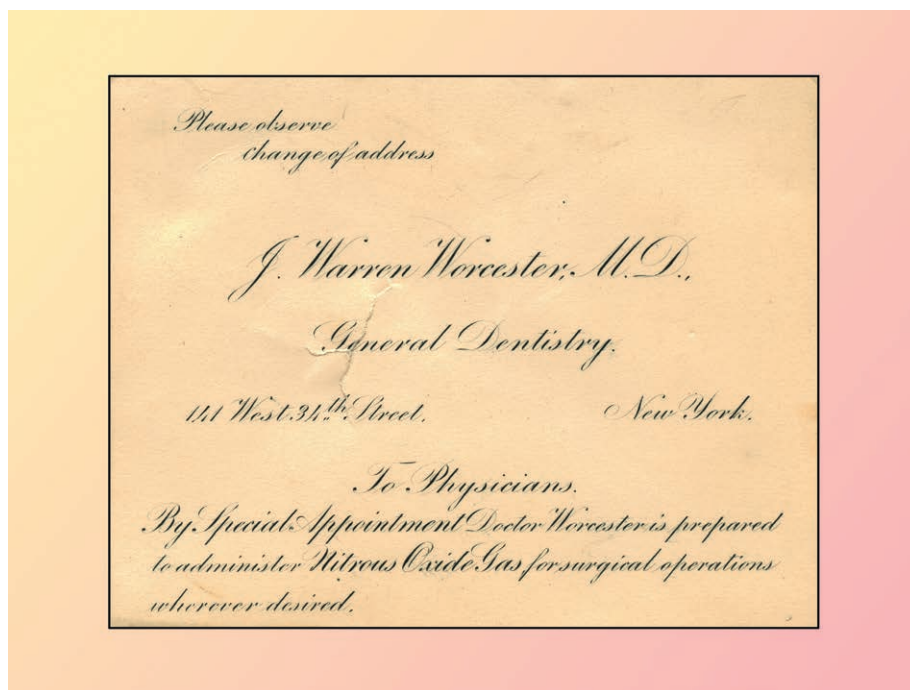 Please observe
change of address
J. Warren Worcester, M.D.,
General Dentistry.
141 West 34th Street. New York.
To Physicians.
By Special Appointment Doctor Worcester is prepared
to administer Nitrous Oxide Gas for surgical operations
wherever desired.